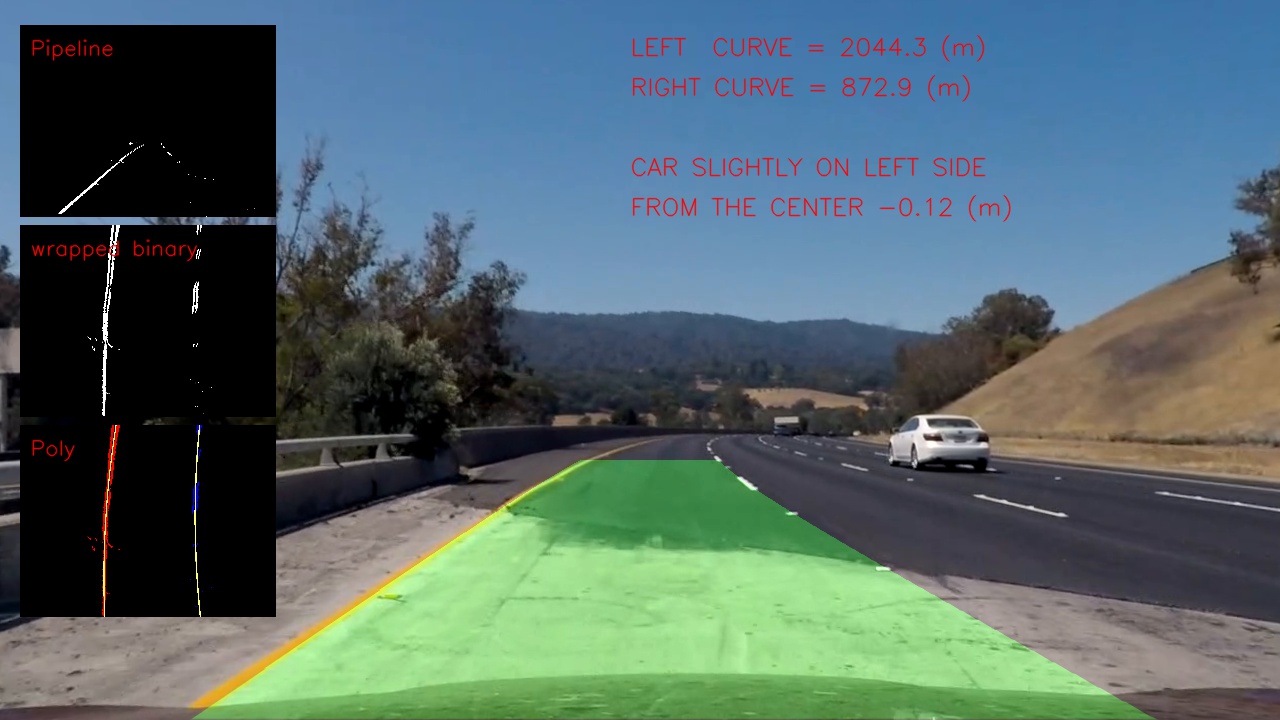 Pipeline
LEFT  CURVE = 2044.3 (m)
RIGHT CURVE = 872.9 (m)
CAR SLIGHTLY ON LEFT SIDE
FROM THE CENTER -0.12 (m)
wrapped binary
Poly